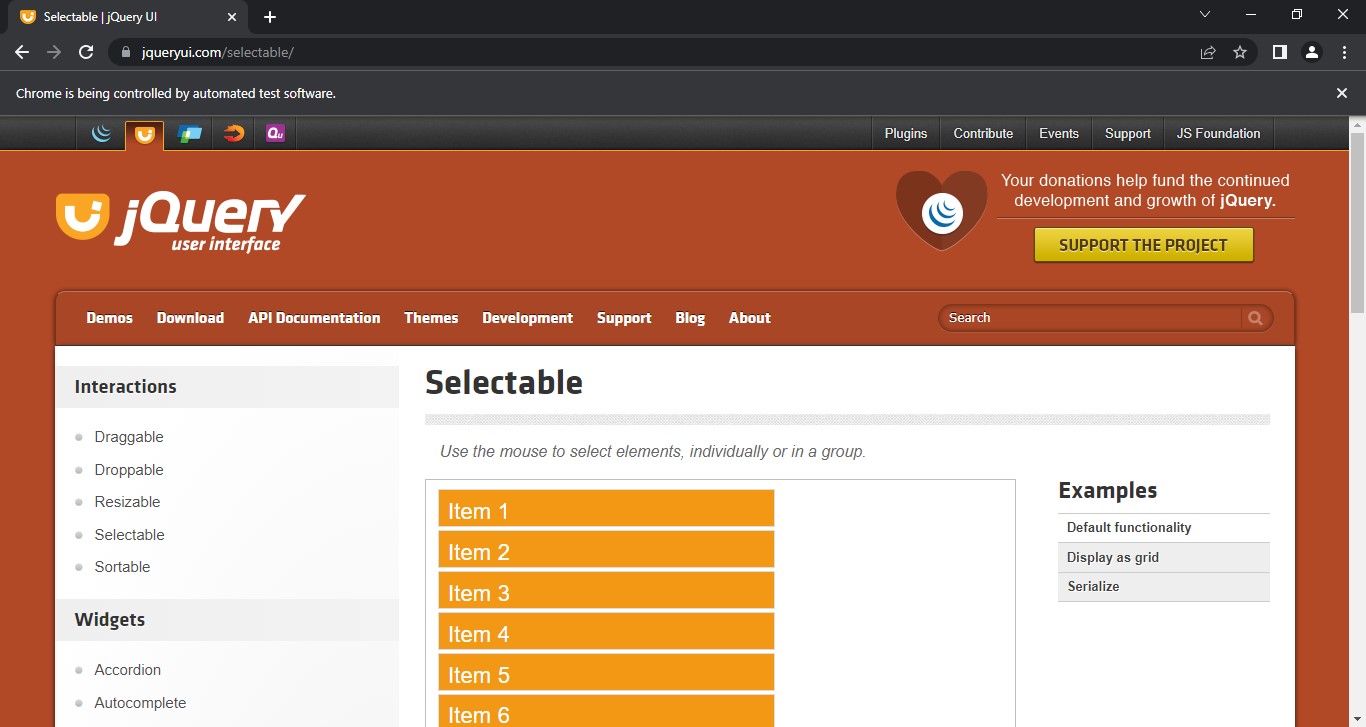 Selectable | jQuery UI
jqueryui.com/selectable/
Chrome is being controlled by automated test software.
Qu
Plugins Contribute Events Support JS Foundation
jQuery
user interface
Your donations help fund the continued
development and growth of jQuery.
SUPPORT THE PROJECT
Demos Download API Documentation Themes Development Support Blog About
Search
Interactions
Draggable
Droppable
Resizable
Selectable
Sortable
Widgets
Accordion
Autocomplete
Selectable
Use the mouse to select elements, individually or in a group.
Item 1
Item 2
Item 3
Item 4
Item 5
Item 6
Examples
Default functionality
Display as grid
Serialize